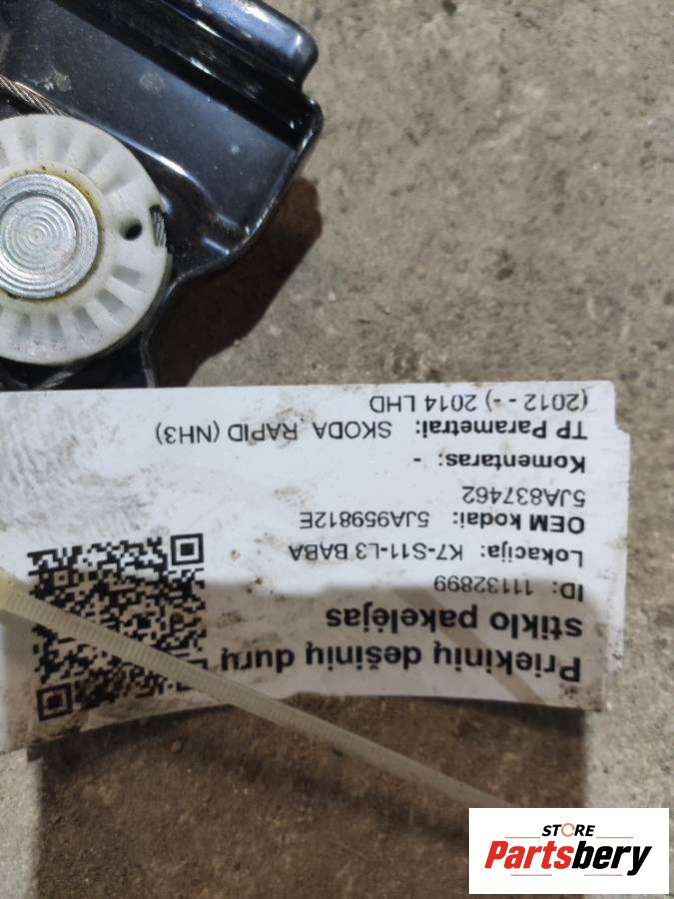 Priekinių dešinių durų
stiklo pakelėjas
ID: 11132899
Lokacija: K7-S11-L3 BABA
OEM kodai: 5JA959812E
5JA837462
Komentaras: -
TP Parametrai: SKODA, RAPID (NH3)
(2012 - -) 2014 LHD
STORE
Partsbery